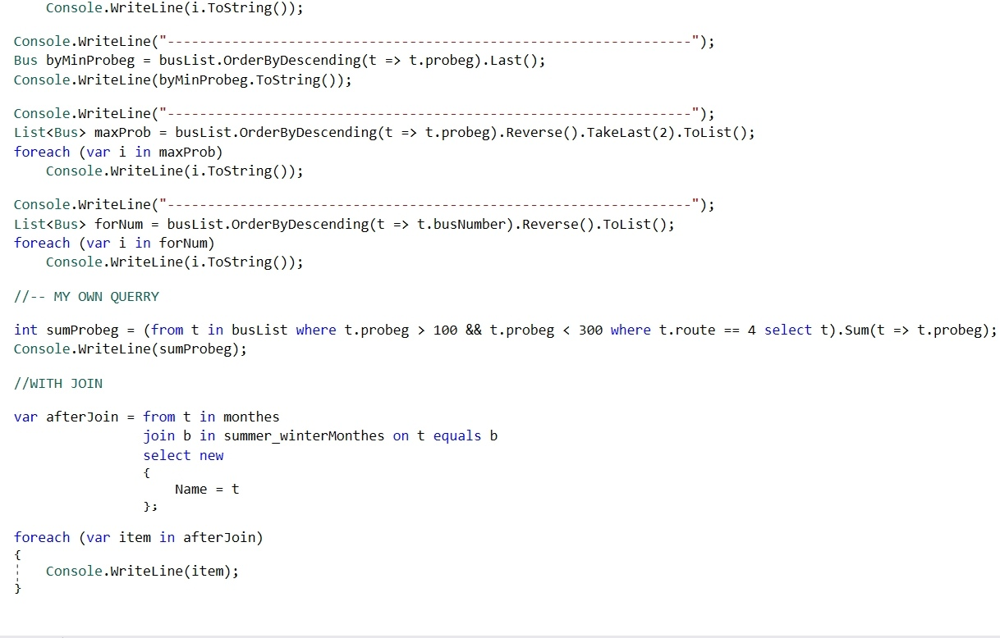 Console.WriteLine(i.ToString());
Console.WriteLine("-----------------------------------------------------------------");
Bus byMinProbeg = busList.OrderByDescending(t => t.probeg).Last();
Console.WriteLine(byMinProbeg.ToString());
Console.WriteLine("-----------------------------------------------------------------");
List<Bus> maxProb = busList.OrderByDescending(t => t.probeg).Reverse().TakeLast(2).ToList();
foreach (var i in maxProb)
Console.WriteLine(i.ToString());
Console.WriteLine("-----------------------------------------------------------------");
List<Bus> forNum = busList.OrderByDescending(t => t.busNumber).Reverse().ToList();
foreach (var i in forNum)
Console.WriteLine(i.ToString());
//-- MY OWN QUERRY
int sumProbeg = (from t in busList where t.probeg > 100 && t.probeg < 300 where t.route == 4 select t).Sum(t => t.probeg);
Console.WriteLine(sumProbeg);
//WITH JOIN
var afterJoin = from t in monthes
join b in summer_winterMonthes on t equals b
select new
{
Name = t
};
foreach (var item in afterJoin)
{
Console.WriteLine(item);
}